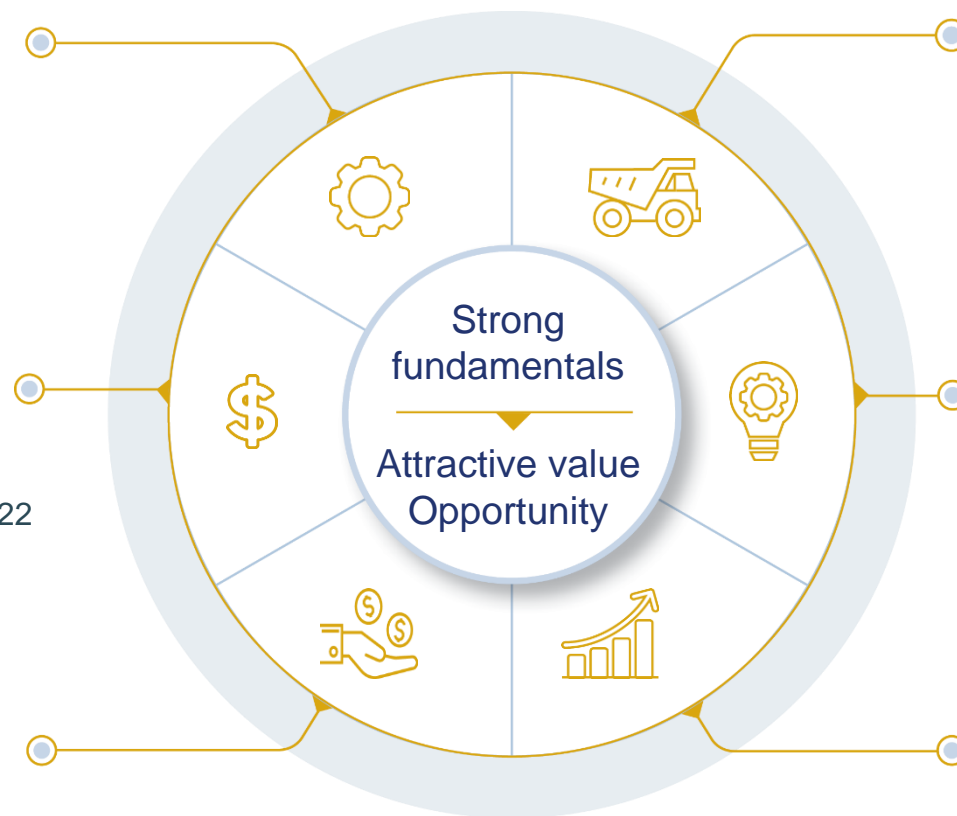 Strong
fundamentals
Attractive value
Opportunity
22